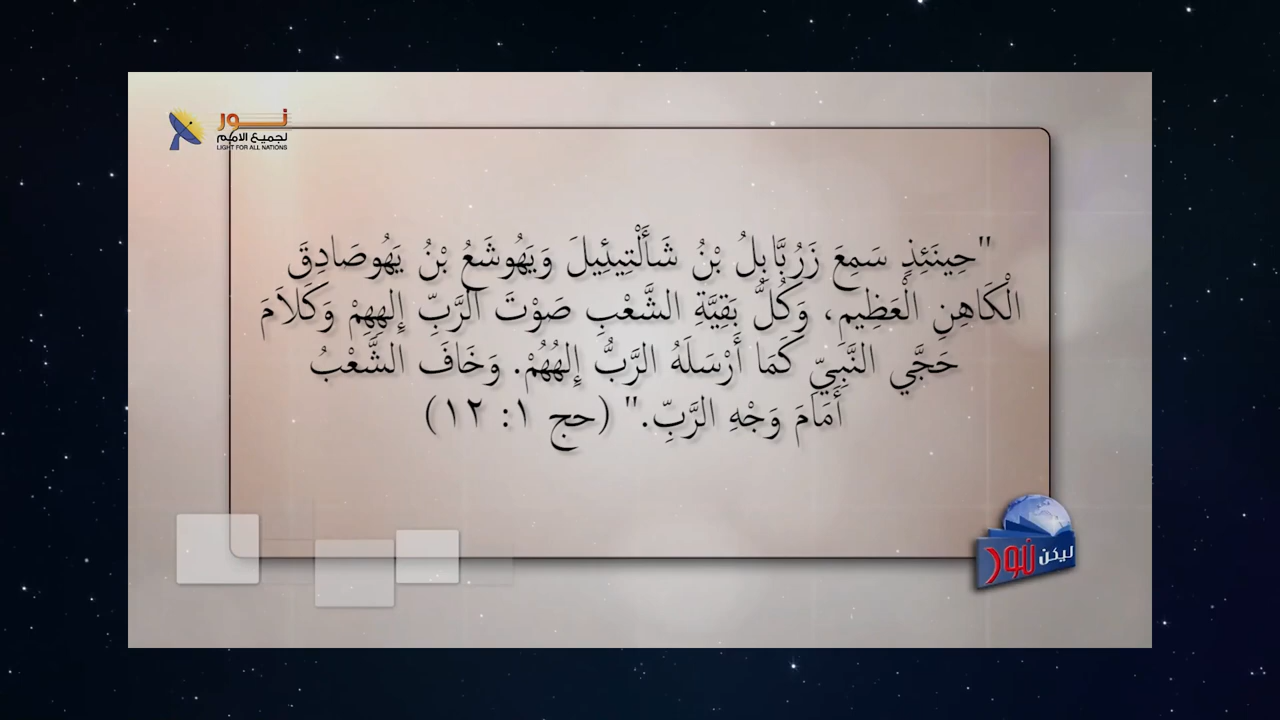 نور
لجميع الامم
LIGHT FOR ALL NATIONS
"حِينَئِذٍ سَمِعَ زَرُبَّابِلُ بْنُ شَأَلْتِيئِيلَ وَيَهُوشَعُ بْنُ يَهُوصَادِقَ
الْكَاهِنِ الْعَظِيمِ، وَكُلُّ بَقِيَّةِ الشَّعْبِ صَوْتَ الرَّبِّ إِلهِهِمْ وَكَلاَمَ
حَجَّي النَّبِيِّ كَمَا أَرْسَلَهُ الرَّبُّ إِلهُهُمْ. وَخَافَ الشَّعْبُ
أَمَامَ وَجْهِ الرَّبِّ." (حج ١: ١٢)
ليكن نور